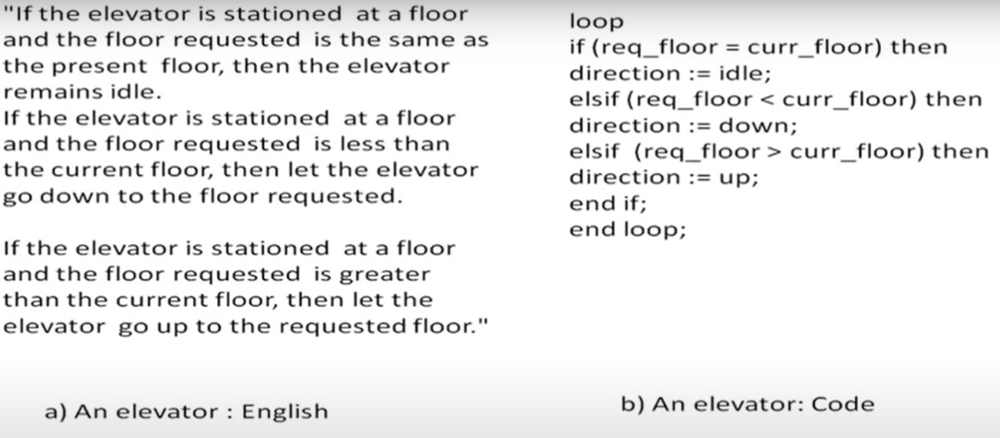 "If the elevator is stationed at a floor
and the floor requested is the same as
the present floor, then the elevator
remains idle.
If the elevator is stationed at a floor
and the floor requested is less than
the current floor, then let the elevator
go down to the floor requested.
If the elevator is stationed at a floor
and the floor requested is greater
than the current floor, then let the
elevator go up to the requested floor."
a) An elevator : English
loop
if (req_floor = curr_floor) then
direction := idle;
elsif (req_floor < curr_floor) then
direction := down;
elsif (req_floor > curr_floor) then
direction := up;
end if;
end loop;
b) An elevator: Code